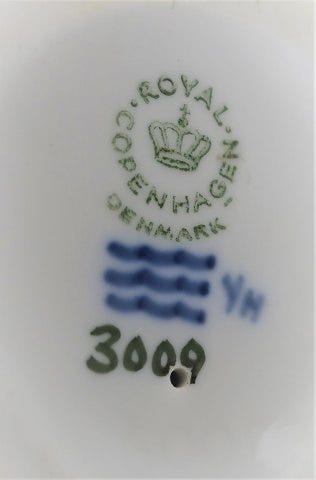 ROYAL
COPENHAGEN
DENMARK
YH
3009